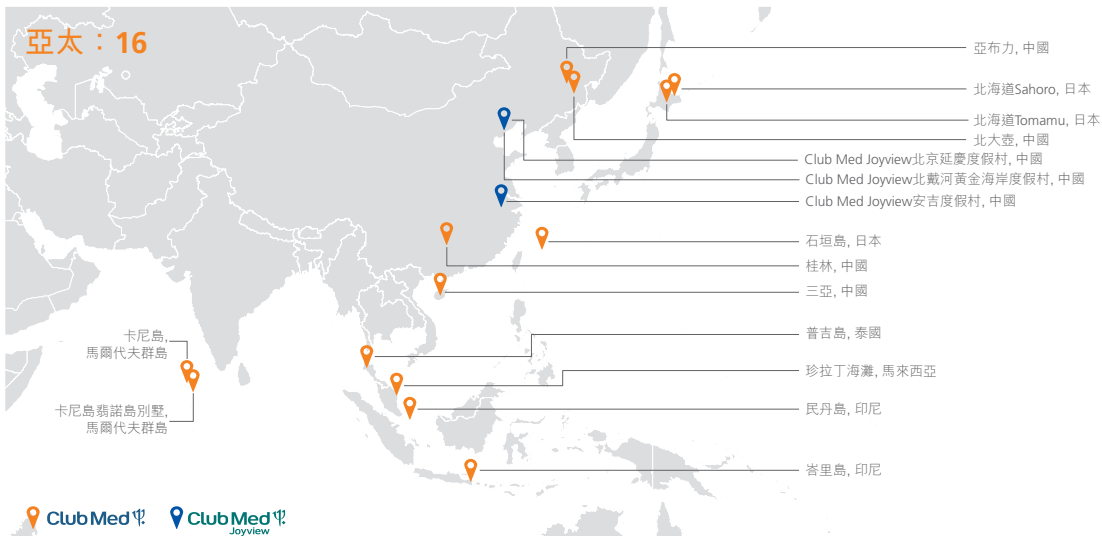 亞太：16
亞布力, 中國
北海道Sahoro, 日本
北海道Tomamu, 日本
北大壺, 中國
Club Med Joyview北京延慶度假村, 中國
Club Med Joyview北戴河黃金海岸度假村, 中國
Club Med Joyview安吉度假村, 中國
石垣島, 日本
桂林, 中國
三亞, 中國
普吉島, 泰國
珍拉丁海灘, 馬來西亞
民丹島, 印尼
峇里島, 印尼
卡尼島,
馬爾代夫群島
卡尼島翡諾島別墅,
馬爾代夫群島
Club Med
Club Med
Joyview